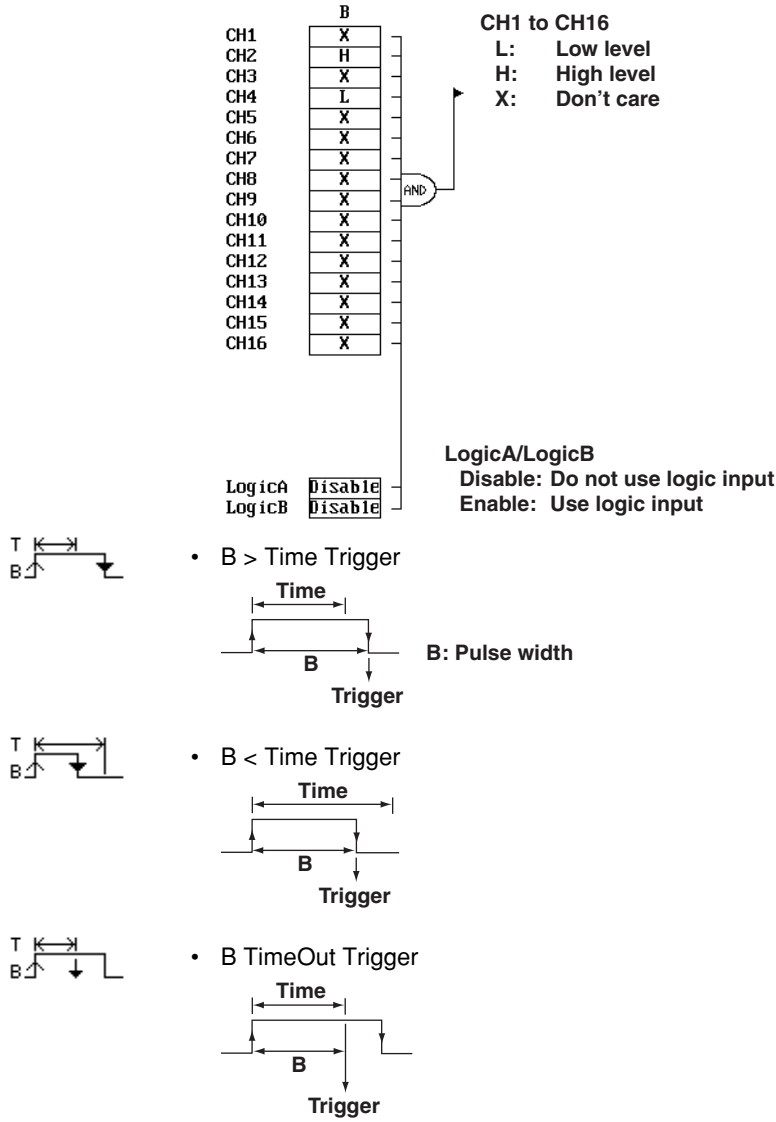 B
CH1 X
CH2 H
CH3 X
CH4 L
CH5 X
CH6 X
CH7 X
CH8 X
CH9 X
CH10 X
CH11 X
CH12 X
CH13 X
CH14 X
CH15 X
CH16 X
AND
CH1 to CH16
L: Low level
H: High level
X: Don't care
LogicA Disable
LogicB Disable
LogicA/LogicB
Disable: Do not use logic input
Enable: Use logic input
T
B
• B > Time Trigger
Time
B
B: Pulse width
Trigger
T
B
• B < Time Trigger
Time
B
Trigger
T
B
• B TimeOut Trigger
Time
B
Trigger